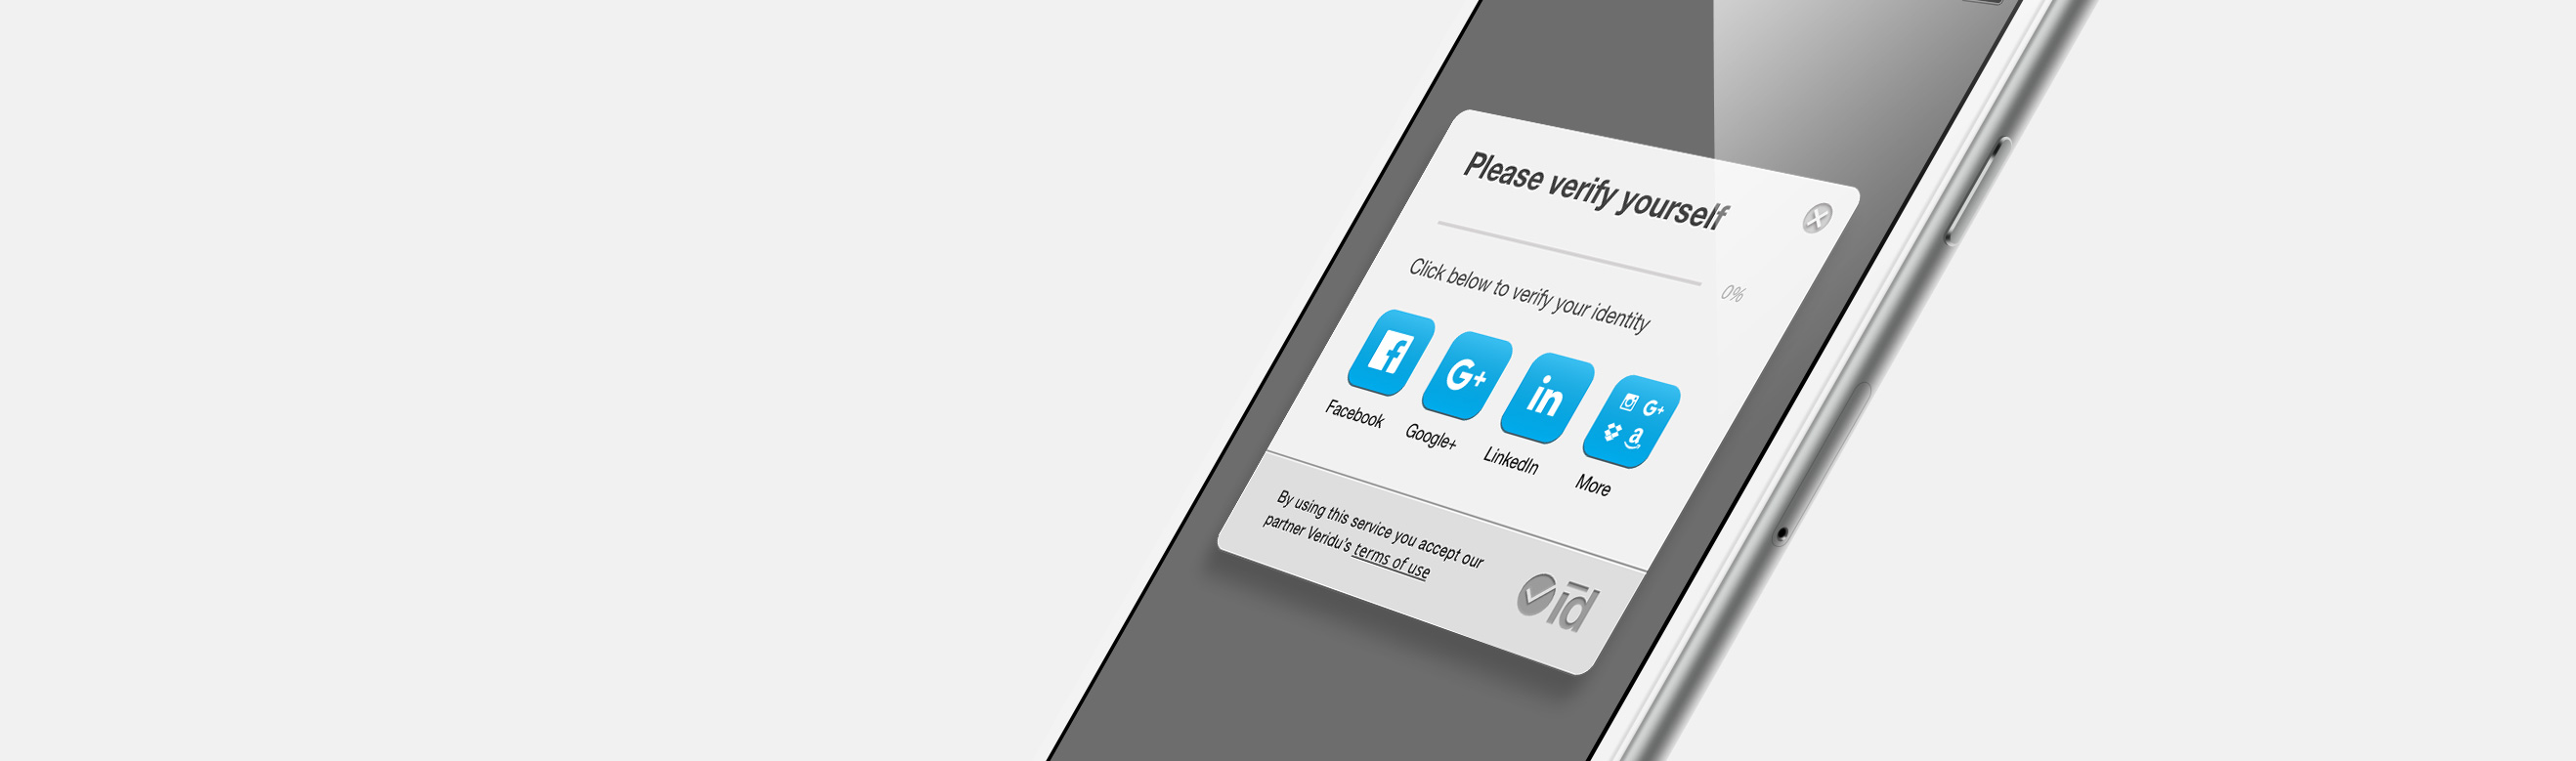 Please verify yourself
0%
Click below to verify your identity
f
G+
in
G+
a
Facebook
Google+
LinkedIn
More
By using this service you accept our
partner Veridu's terms of use
id